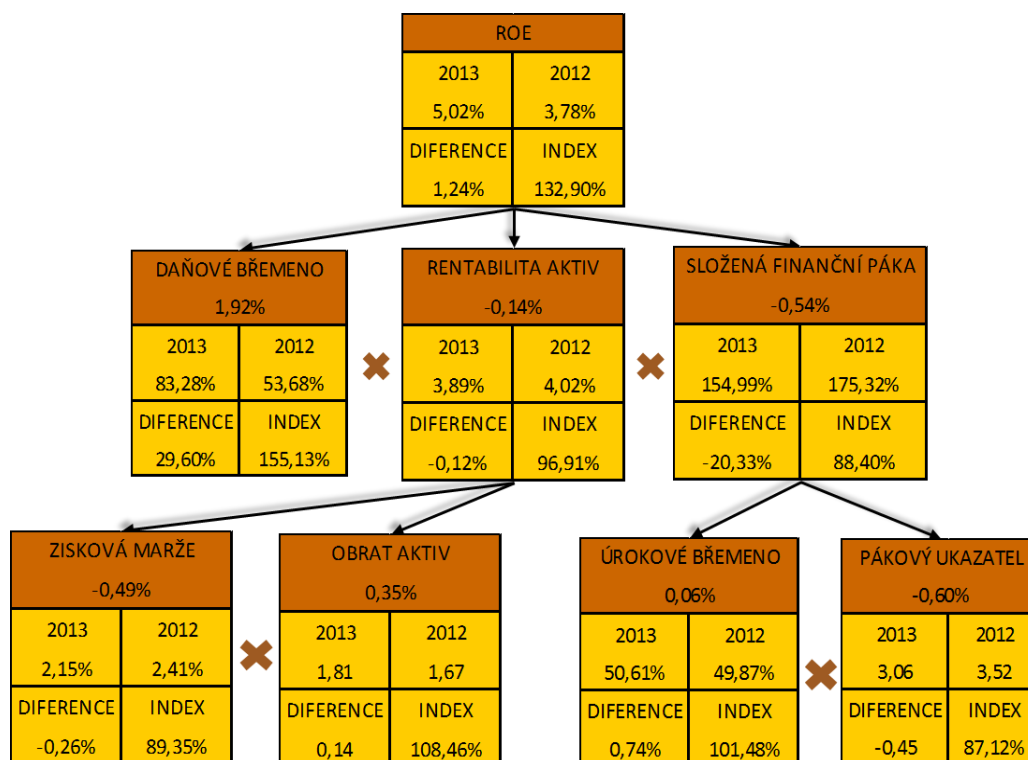 ROE
2013 2012
5,02% 3,78%
DIFERENCE INDEX
1,24% 132,90%
DAŇOVÉ BŘEMENO
1,92%
2013 2012
83,28% 53,68%
DIFERENCE INDEX
29,60% 155,13%
RENTABILITA AKTIV
-0,14%
2013 2012
3,89% 4,02%
DIFERENCE INDEX
-0,12% 96,91%
SLOŽENÁ FINANČNÍ PÁKA
-0,54%
2013 2012
154,99% 175,32%
DIFERENCE INDEX
-20,33% 88,40%
ZISKOVÁ MARŽE
-0,49%
2013 2012
2,15% 2,41%
DIFERENCE INDEX
-0,26% 89,35%
OBRAT AKTIV
0,35%
2013 2012
1,81 1,67
DIFERENCE INDEX
0,14 108,46%
ÚROKOVÉ BŘEMENO
0,06%
2013 2012
50,61% 49,87%
DIFERENCE INDEX
0,74% 101,48%
PÁKOVÝ UKAZATEL
-0,60%
2013 2012
3,06 3,52
DIFERENCE INDEX
-0,45 87,12%